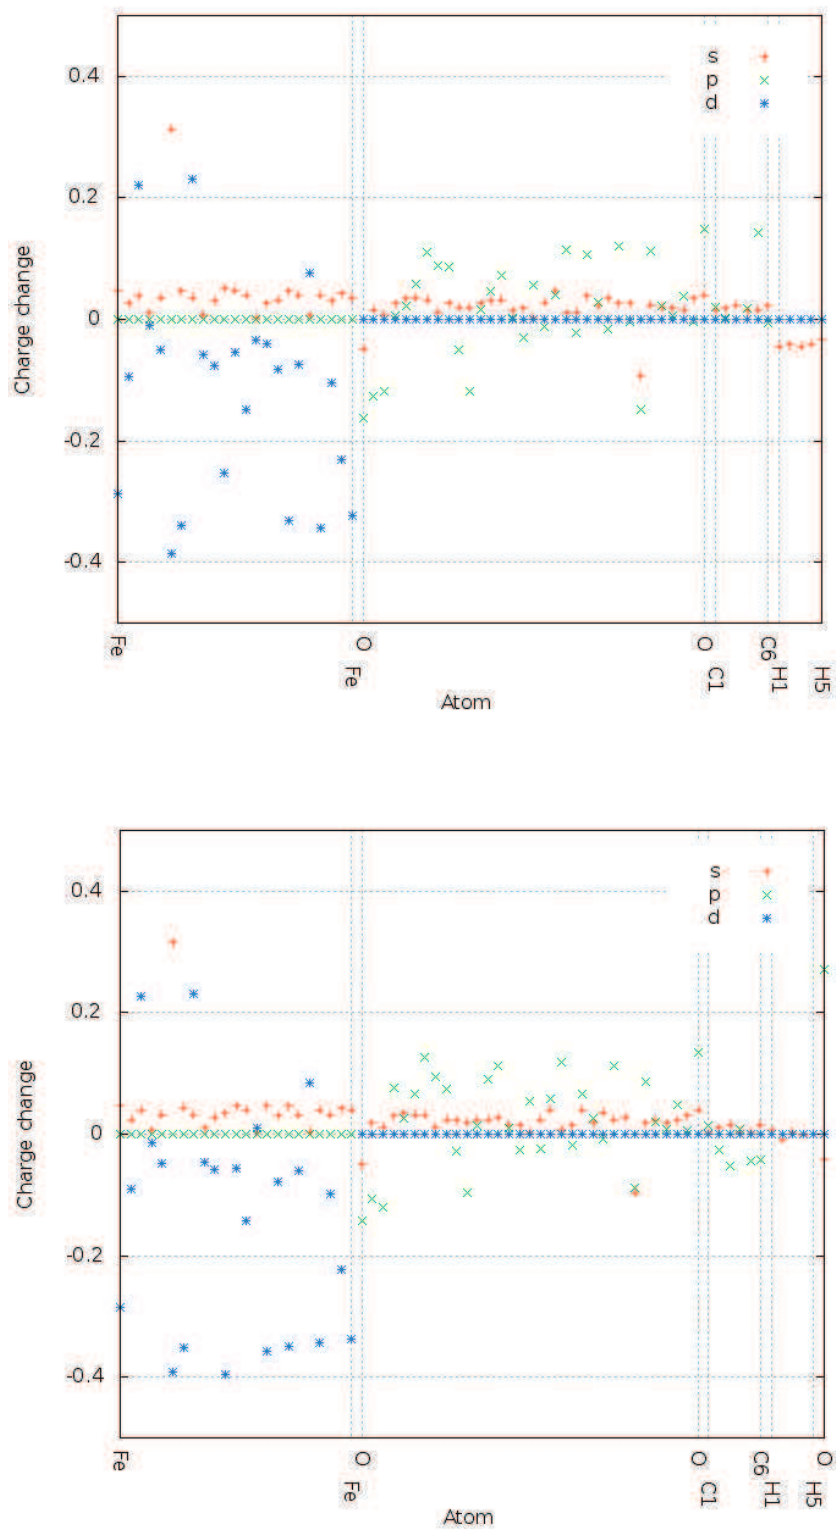 0.4
0.2
0
-0.2
-0.4
Charge change
s
p
d
Fe
Fe
O
O
C1
C6
H1
H5
Atom
0.4
0.2
0
-0.2
-0.4
Charge change
s
p
d
Fe
Fe
O
O
C1
C6
H1
H5
O
Atom